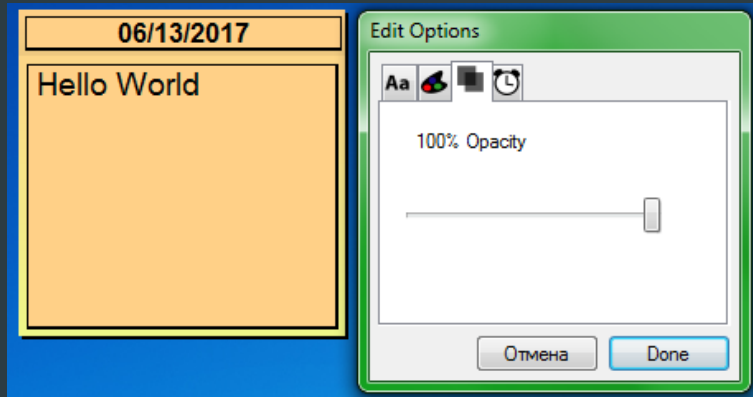 06/13/2017
Hello World
Edit Options
Aa
100% Opacity
Отмена
Done